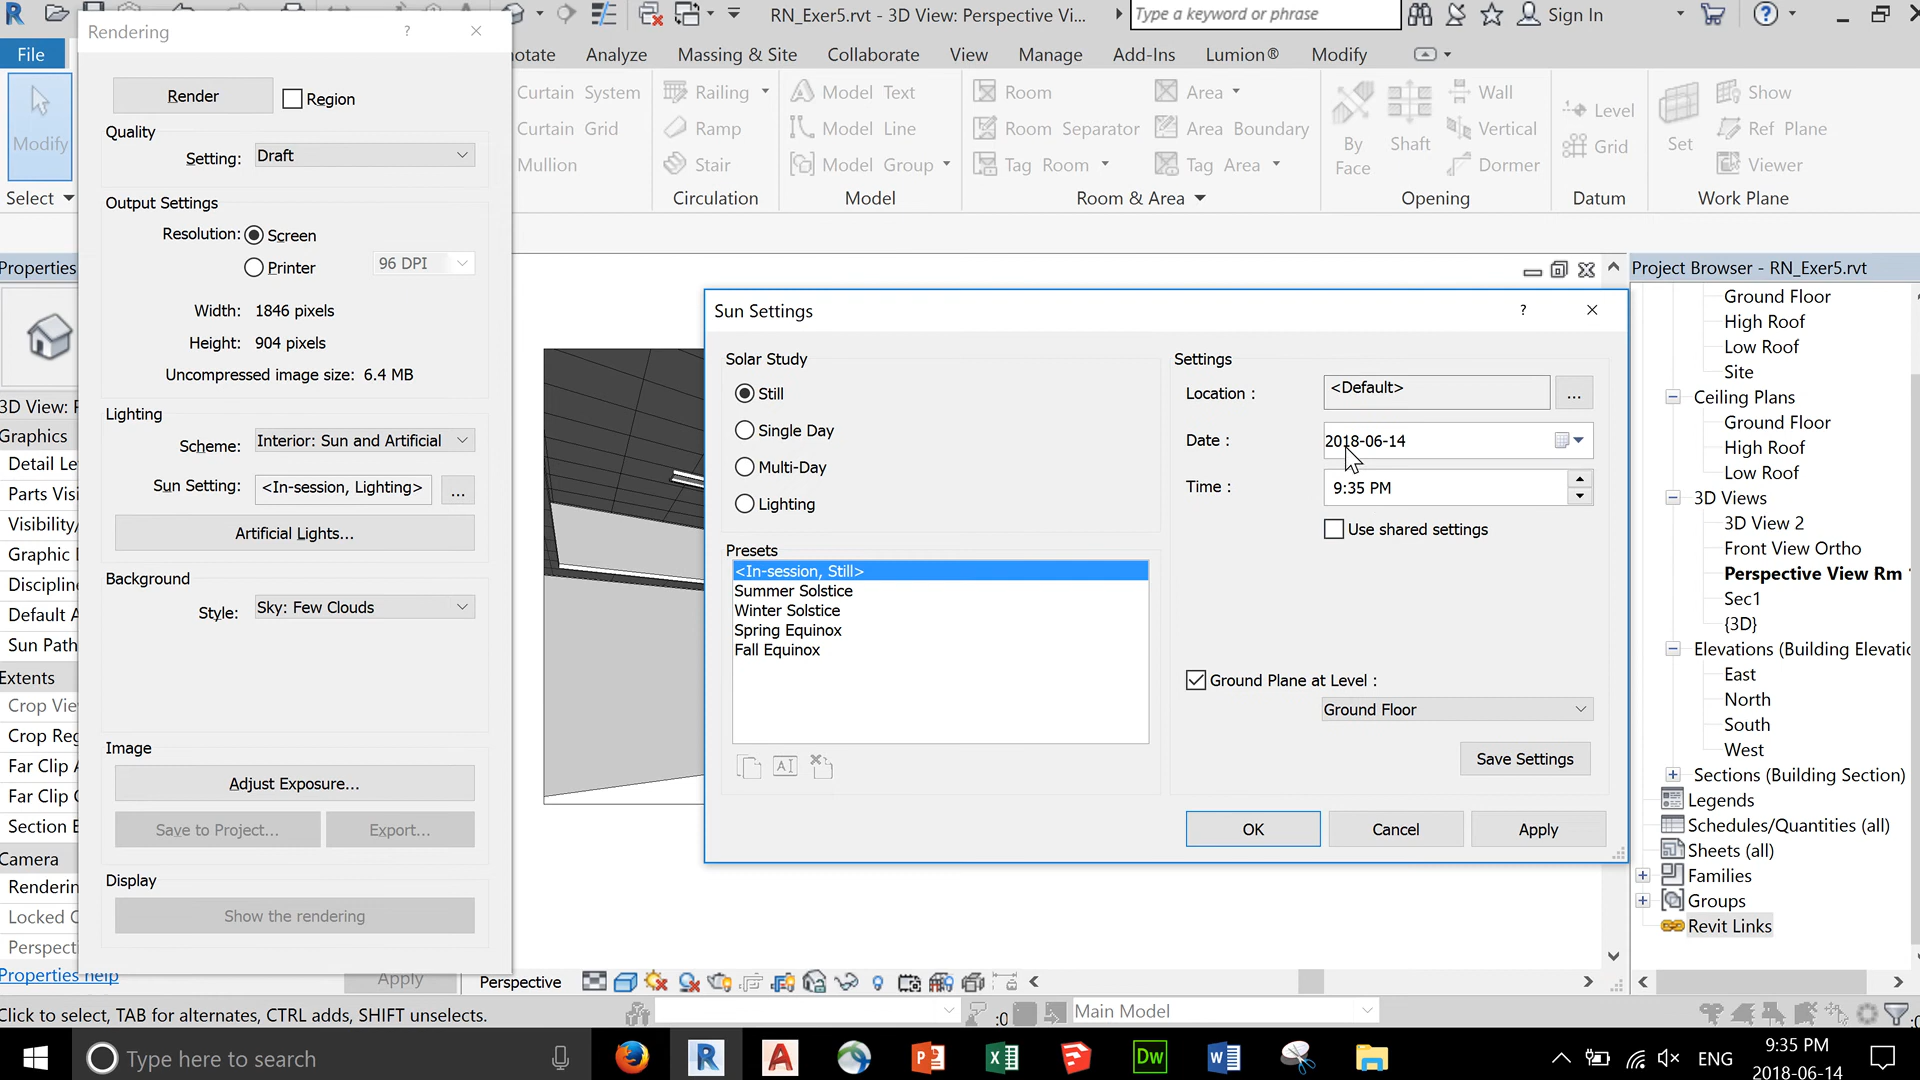 RN_Exer5.rvt - 3D View: Perspective Vi...
Type a keyword or phrase
Sign In
Rendering
?
File
notate
Analyze
Massing & Site
Collaborate
View
Manage
Add-Ins
Lumion®
Modify
Modify
Select
Curtain System
Curtain Grid
Mullion
Railing
Ramp
Stair
Circulation
Model Text
Model Line
Model Group
Model
Room
Room Separator
Tag Room
Area
Area Boundary
Tag Area
Room & Area
By
Face
Shaft
Wall
Vertical
Dormer
Opening
Level
Grid
Datum
Set
Show
Ref Plane
Viewer
Work Plane
Render
Region
Quality
Setting:
Draft
Output Settings
Resolution:
Screen
Printer
96 DPI
Width: 1846 pixels
Height: 904 pixels
Uncompressed image size: 6.4 MB
Lighting
Scheme:
Interior: Sun and Artificial
Sun Setting:
<In-session, Lighting>
...
Artificial Lights...
Background
Style:
Sky: Few Clouds
Image
Adjust Exposure...
Save to Project...
Export...
Display
Show the rendering
Properties
3D View:
Graphics
Detail Le
Parts Visi
Visibility/
Graphic
Disciplin
Default A
Sun Path
Extents
Crop Vie
Crop Reg
Far Clip A
Far Clip
Section B
Camera
Renderin
Locked C
Perspecti
Properties help
Apply
Sun Settings
?
Solar Study
Still
Single Day
Multi-Day
Lighting
Presets
<In-session, Still>
Summer Solstice
Winter Solstice
Spring Equinox
Fall Equinox
Settings
Location :
<Default>
...
Date :
2018-06-14
Time :
9:35 PM
Use shared settings
Ground Plane at Level :
Ground Floor
Save Settings
OK
Cancel
Apply
Project Browser - RN_Exer5.rvt
Ground Floor
High Roof
Low Roof
Site
Ceiling Plans
Ground Floor
High Roof
Low Roof
3D Views
3D View 2
Front View Ortho
Perspective View Rm
Sec1
{3D}
Elevations (Building Elevatio
East
North
South
West
Sections (Building Section)
Legends
Schedules/Quantities (all)
Sheets (all)
Families
Groups
Revit Links
Perspective
Click to select, TAB for alternates, CTRL adds, SHIFT unselects.
:0
Main Model
Type here to search
ENG
9:35 PM
2018-06-14